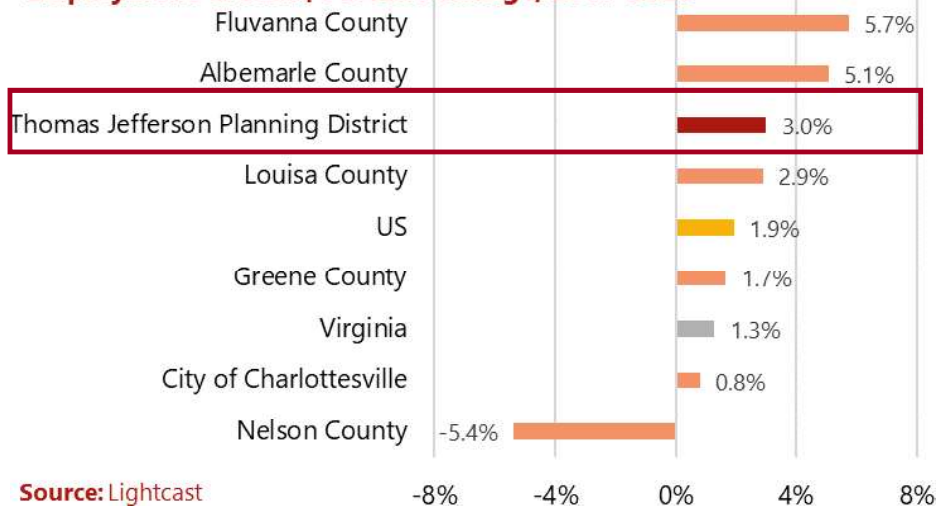 Fluvanna County 5.7%
Albemarle County 5.1%
Thomas Jefferson Planning District 3.0%
Louisa County 2.9%
US 1.9%
Greene County 1.7%
Virginia 1.3%
City of Charlottesville 0.8%
Nelson County -5.4%
Source: Lightcast
-8% -4% 0% 4% 8%